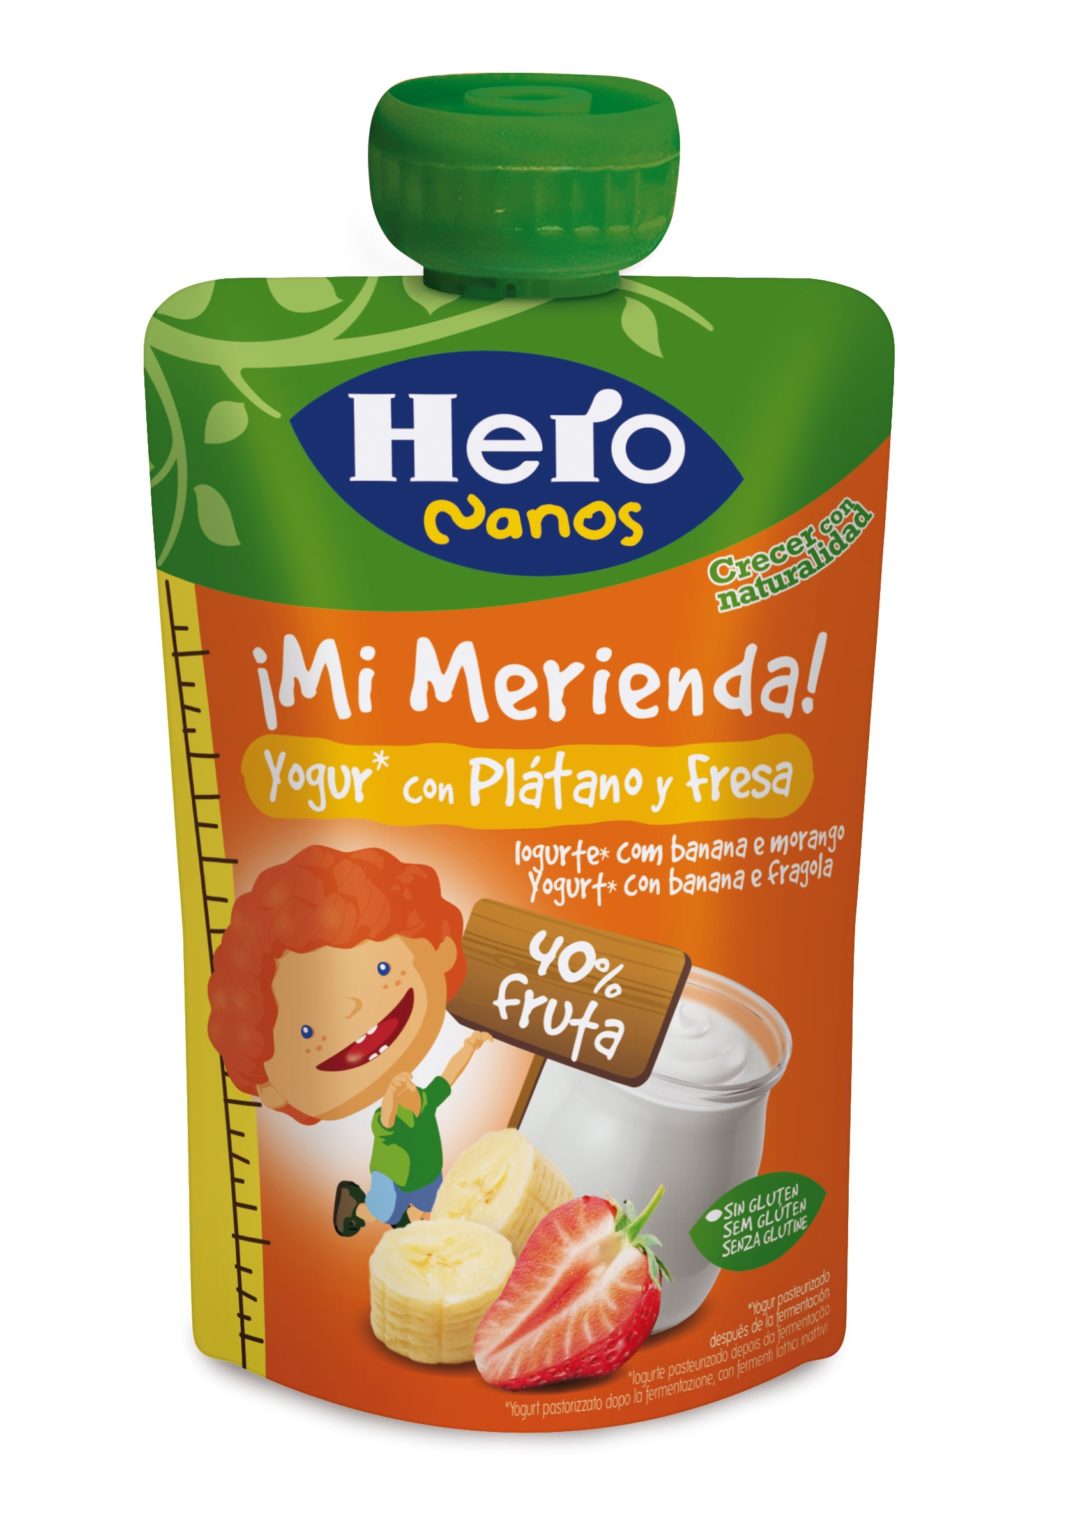 Hero
Nanos
Crecer con
naturalidad
¡Mi Merienda!
Yogur* con Plátano y Fresa
Iogurte* com banana e morango
Yogurt* con banana e fragola
40%
fruta
SIN GLUTEN
SEM GLÚTEN
SENZA GLUTINE
*Yogur pasteurizado
después de la fermentación
*Iogurte pasteurizado depois da fermentação
*Yogurt pastorizzato dopo la fermentazione, con fermenti lattici inattivi